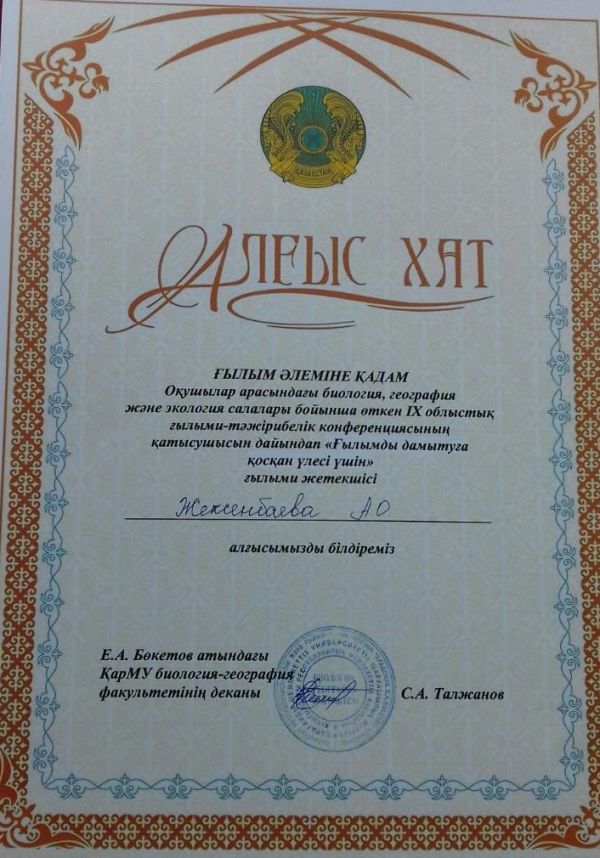 ҚАЗАҚСТАН
АЛҒЫС ХАТ
ҒЫЛЫМ ӘЛЕМІНЕ ҚАДАМ
Оқушылар арасындағы биология, география
және экология салалары бойынша өткен IX облыстық
ғылыми-тәжірибелік конференциясының
қатысушысын дайындап «Ғылымды дамытуға
қосқан үлесі үшін»
ғылыми жетекшісі
Жексенбаева А.О
алғысымызды білдіреміз
Е.А. Бөкетов атындағы
ҚарМУ биология-география
факультетінің деканы
С.А. Талжанов